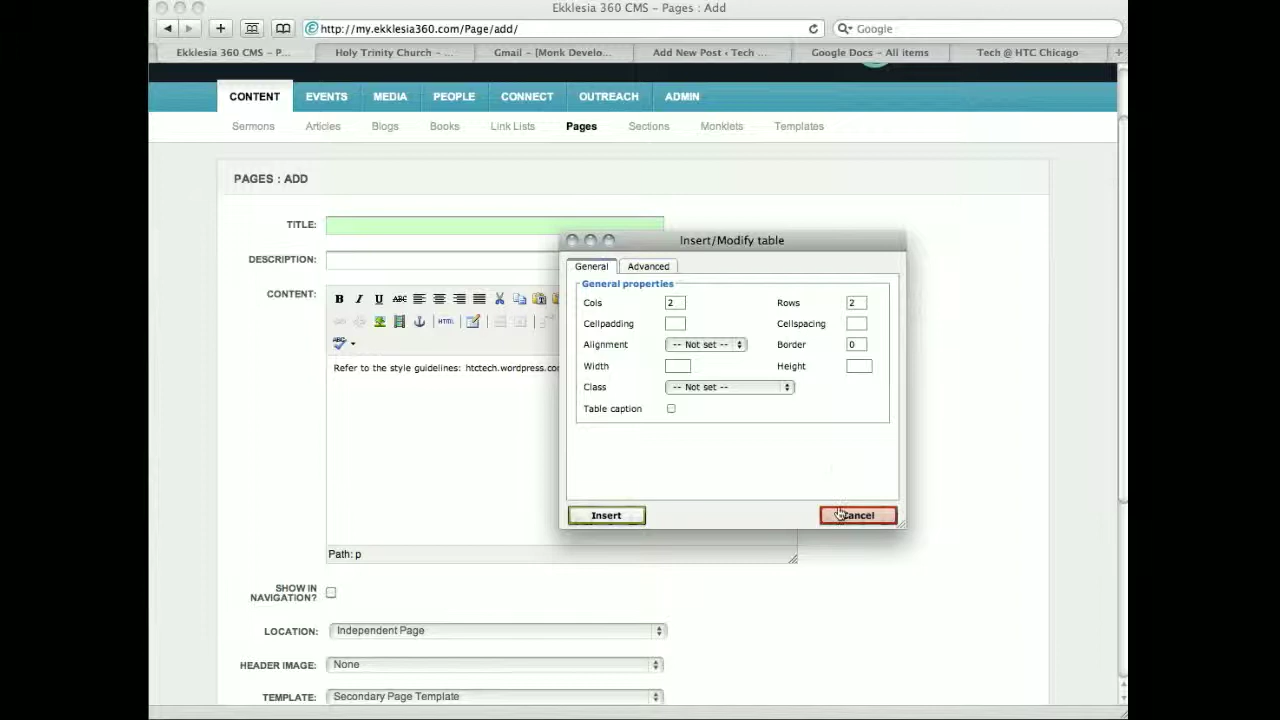 Ekklesia 360 CMS – Pages : Add
http://my.ekklesia360.com/Page/add/
Google
Ekklesia 360 CMS – P...
Holy Trinity Church – ...
Gmail – [Monk Develo...
Add New Post ‹ Tech ...
Google Docs – All items
Tech @ HTC Chicago
CONTENT EVENTS MEDIA PEOPLE CONNECT OUTREACH ADMIN
Sermons Articles Blogs Books Link Lists Pages Sections Monklets Templates
PAGES : ADD
TITLE:
DESCRIPTION:
CONTENT:
B I U ABC
HTML
ABC
Refer to the style guidelines: htctech.wordpress.co
Path: p
Insert/Modify table
General Advanced
General properties
Cols 2 Rows 2
Cellpadding Cellspacing
Alignment -- Not set -- Border 0
Width Height
Class -- Not set --
Table caption
Insert Cancel
SHOW IN
NAVIGATION?
LOCATION: Independent Page
HEADER IMAGE: None
TEMPLATE: Secondary Page Template